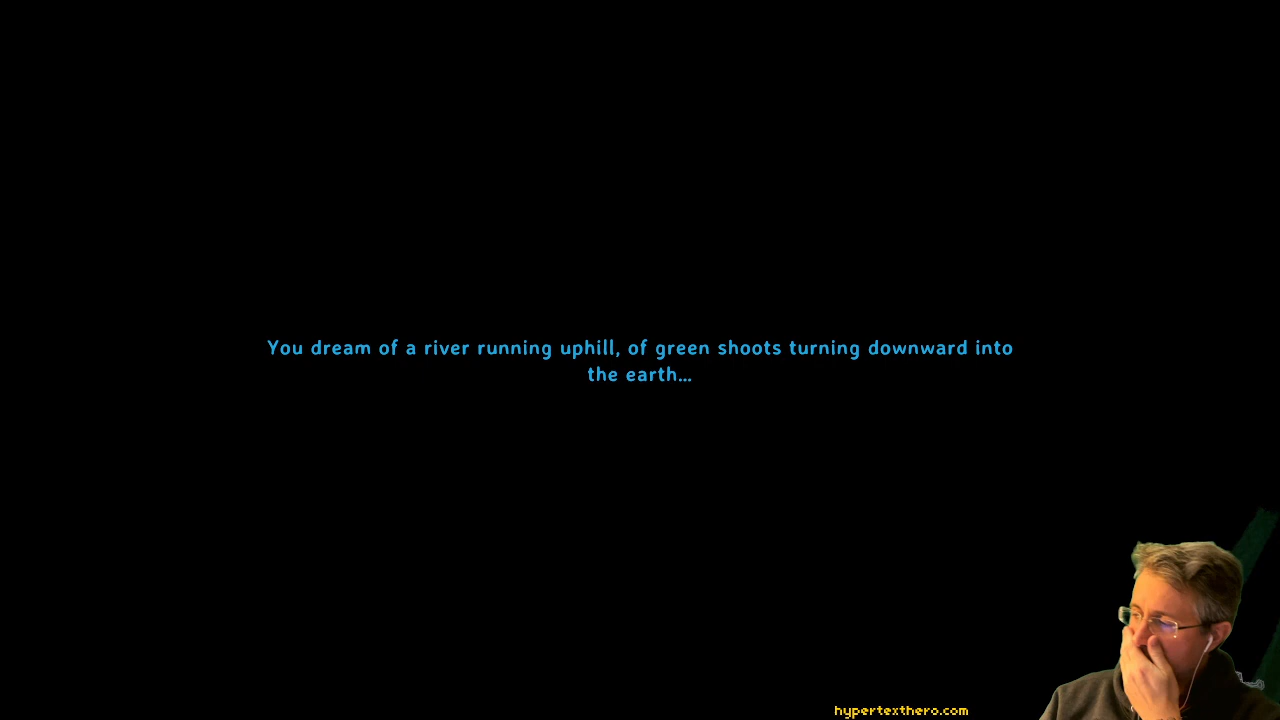 You dream of a river running uphill, of green shoots turning downward into
the earth...
hypertexthero.com